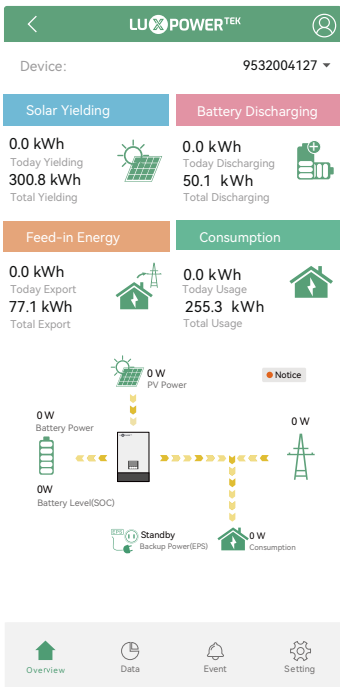 LUXPOWERTEK
Device:
9532004127
Solar Yielding
Battery Discharging
0.0 kWh
Today Yielding
300.8 kWh
Total Yielding
0.0 kWh
Today Discharging
50.1 kWh
Total Discharging
Feed-in Energy
Consumption
0.0 kWh
Today Export
77.1 kWh
Total Export
0.0 kWh
Today Usage
255.3 kWh
Total Usage
0 W
PV Power
Notice
0 W
Battery Power
0 W
0W
Battery Level(SOC)
EPS
Standby
Backup Power(EPS)
0 W
Consumption
Overview
Data
Event
Setting